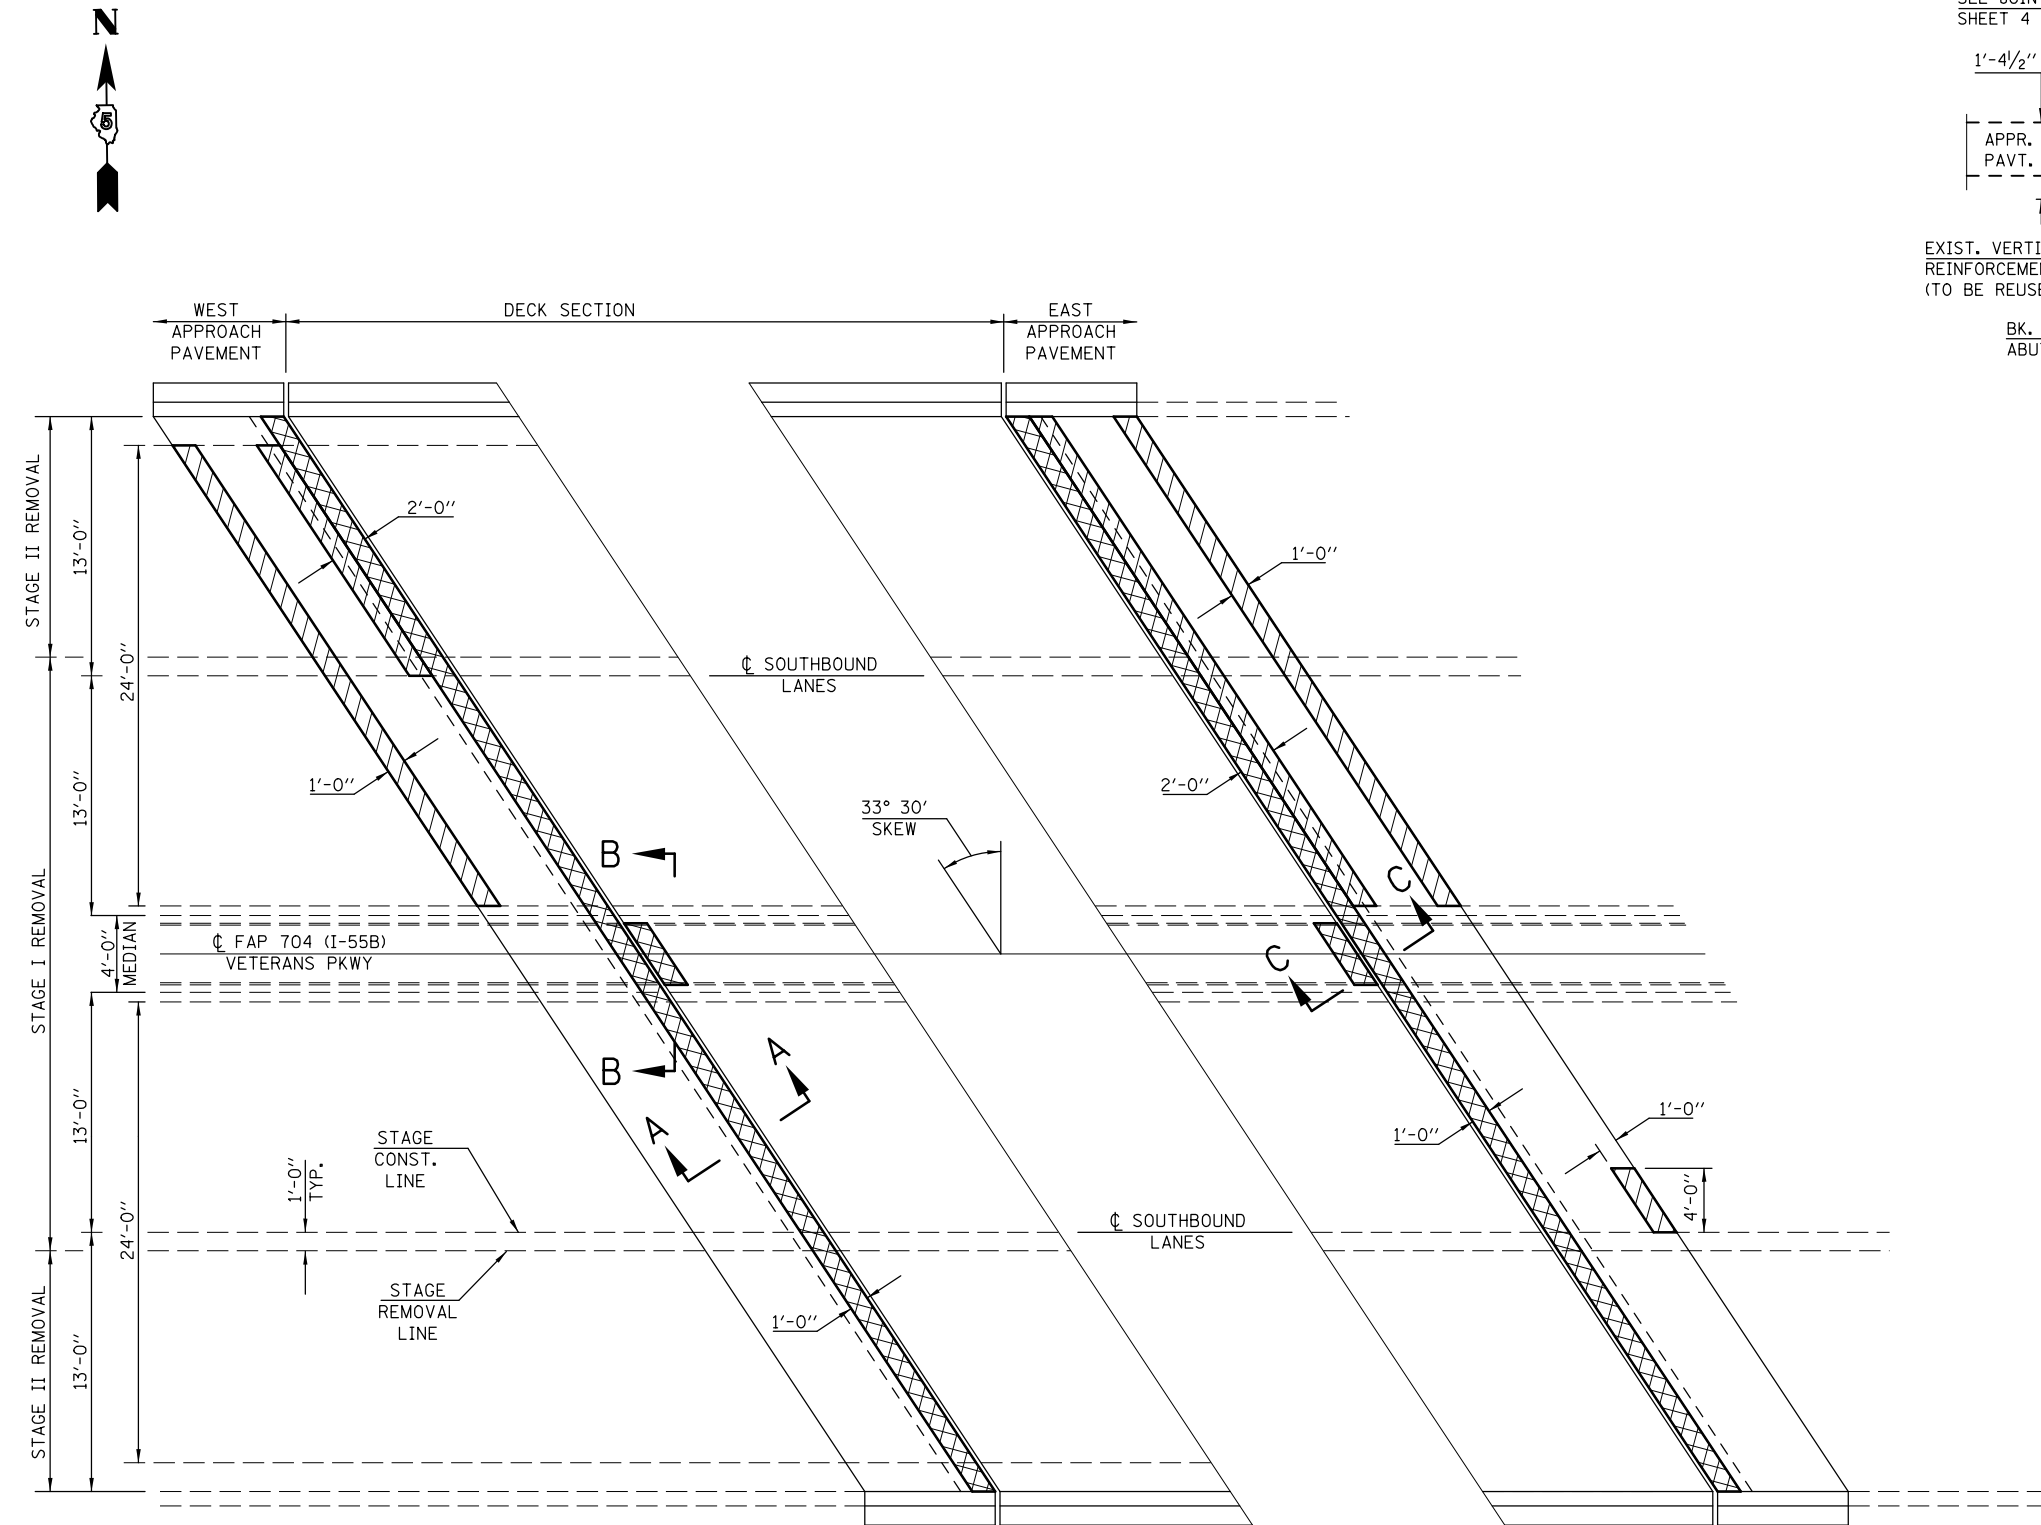 N
5
SHEET 4
1'-4 1/2"
APPR.
PAVT.
EXIST. VERTI
REINFORCEME
(TO BE REUSE
BK.
ABU
WEST
APPROACH
PAVEMENT
DECK SECTION
EAST
APPROACH
PAVEMENT
STAGE II REMOVAL
13'-0"
24'-0"
2'-0"
1'-0"
℄ SOUTHBOUND
LANES
13'-0"
1'-0"
2'-0"
33° 30'
SKEW
B
C
STAGE I REMOVAL
4'-0"
MEDIAN
℄ FAP 704 (I-55B)
VETERANS PKWY
C
B
A
A
13'-0"
24'-0"
1'-0"
TYP.
STAGE
CONST.
LINE
1'-0"
1'-0"
4'-0"
℄ SOUTHBOUND
LANES
STAGE
REMOVAL
LINE
1'-0"
STAGE II REMOVAL
13'-0"